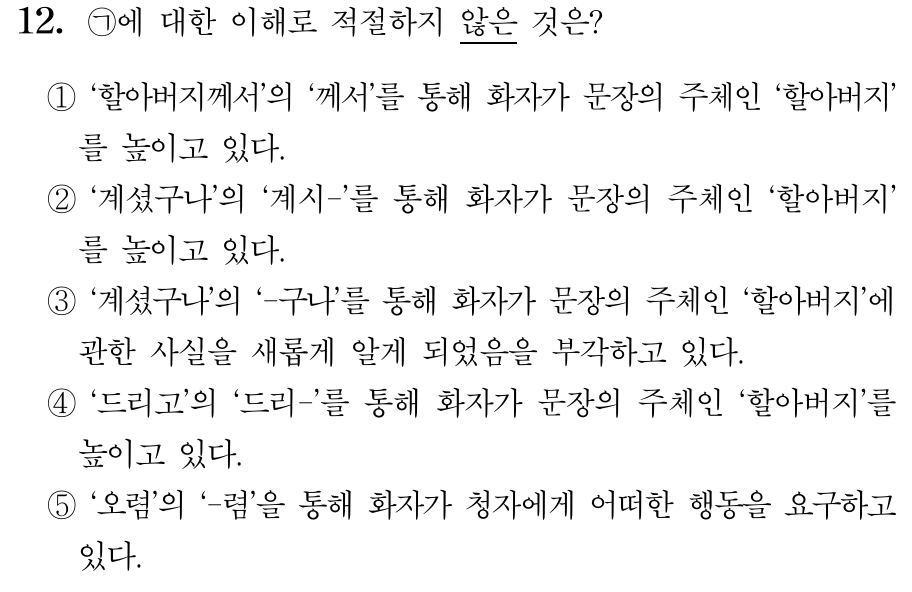 12. ㉠에 대한 이해로 적절하지 않은 것은?
① ‘할아버지께서’의 ‘께서’를 통해 화자가 문장의 주체인 ‘할아버지’
를 높이고 있다.
② ‘계셨구나’의 ‘계시-’를 통해 화자가 문장의 주체인 ‘할아버지’
를 높이고 있다.
③ ‘계셨구나’의 ‘-구나’를 통해 화자가 문장의 주체인 ‘할아버지’에
관한 사실을 새롭게 알게 되었음을 부각하고 있다.
④ ‘드리고’의 ‘드리-’를 통해 화자가 문장의 주체인 ‘할아버지’를
높이고 있다.
⑤ ‘오렴’의 ‘-렴’을 통해 화자가 청자에게 어떠한 행동을 요구하고
있다.